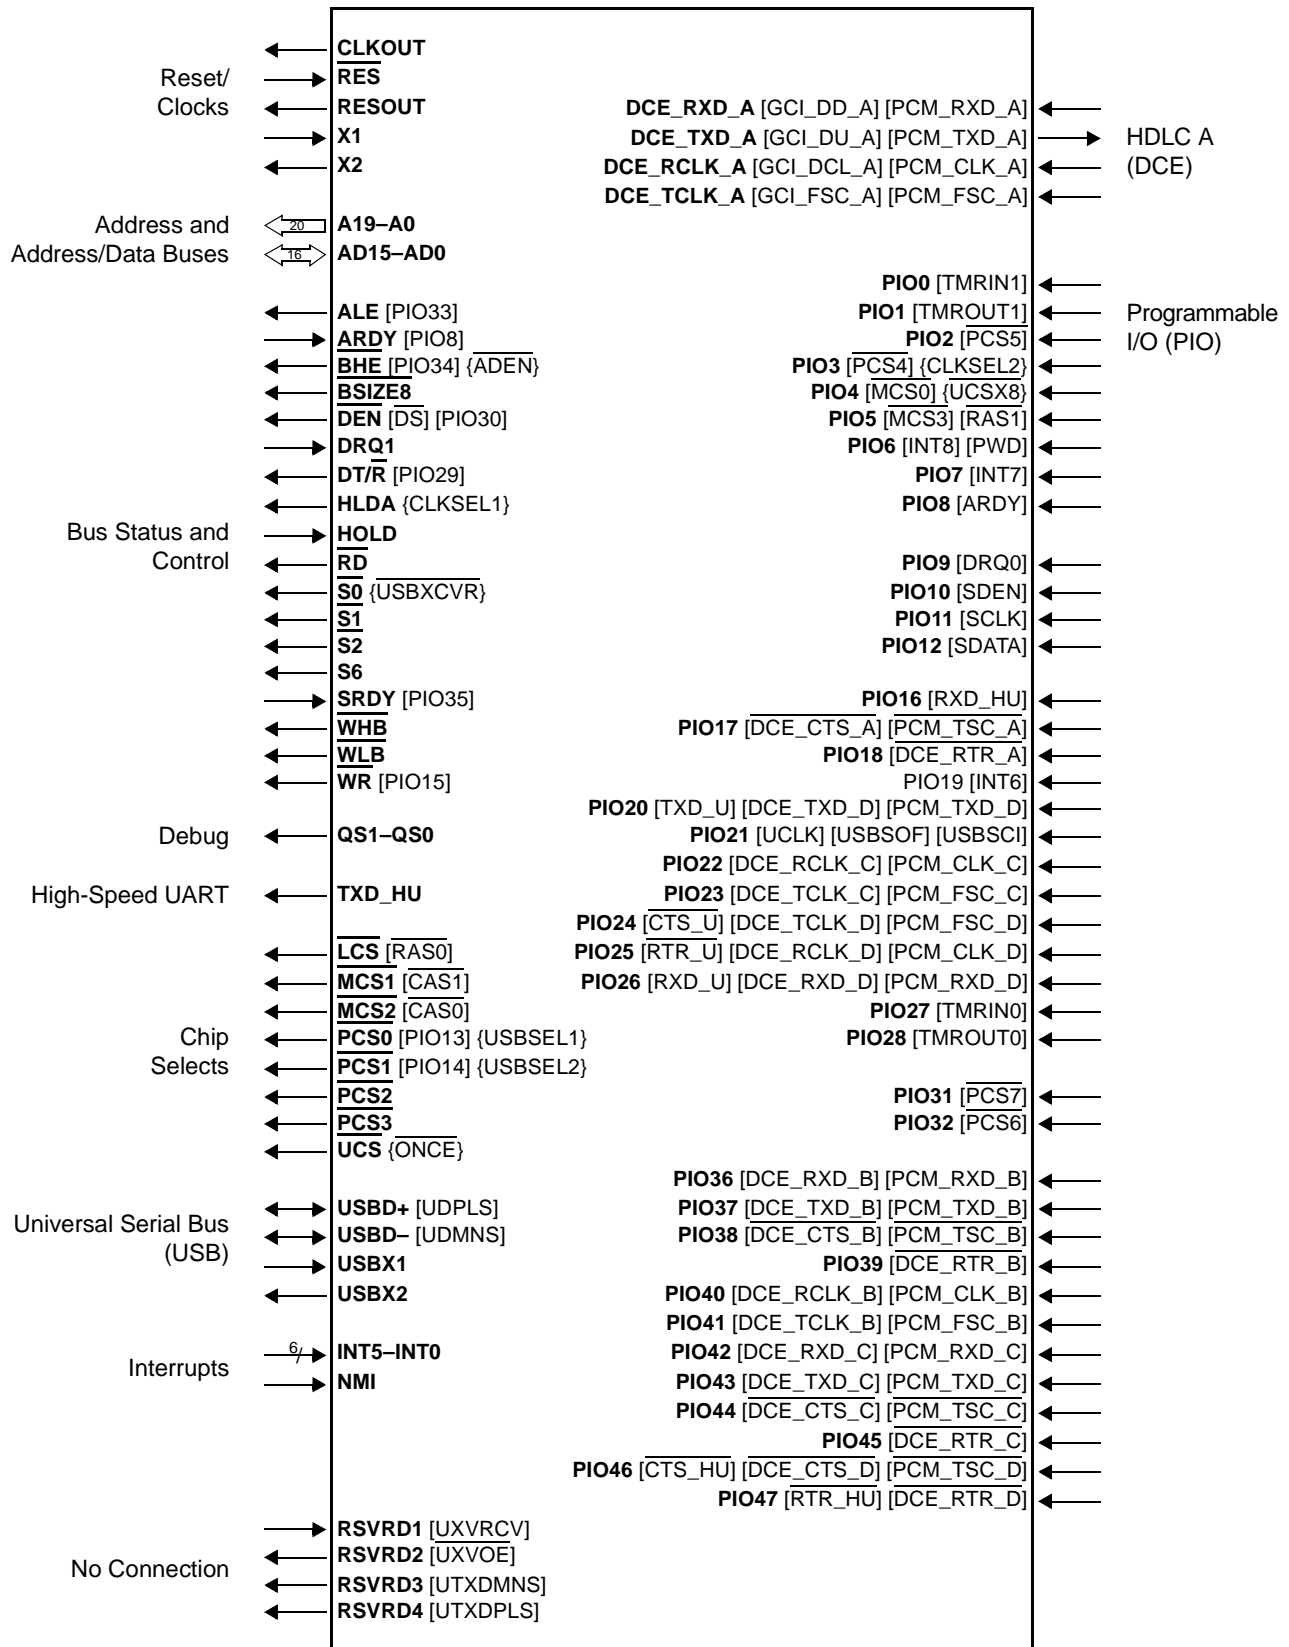 CLKOUT
Reset/ RES
Clocks RESOUT DCE_RXD_A [GCI_DD_A] [PCM_RXD_A]
X1 DCE_TXD_A [GCI_DU_A] [PCM_TXD_A] HDLC A
X2 DCE_RCLK_A [GCI_DCL_A] [PCM_CLK_A] (DCE)
DCE_TCLK_A [GCI_FSC_A] [PCM_FSC_A]
Address and 20 A19–A0
Address/Data Buses 16 AD15–AD0
PIO0 [TMRIN1]
ALE [PIO33] PIO1 [TMROUT1] Programmable
ARDY [PIO8] PIO2 [PCS5] I/O (PIO)
BHE [PIO34] {ADEN} PIO3 [PCS4] {CLKSEL2}
BSIZE8 PIO4 [MCS0] {UCSX8}
DEN [DS] [PIO30] PIO5 [MCS3] [RAS1]
DRQ1 PIO6 [INT8] [PWD]
DT/R [PIO29] PIO7 [INT7]
HLDA {CLKSEL1} PIO8 [ARDY]
Bus Status and HOLD
Control RD PIO9 [DRQ0]
S0 {USBXCVR} PIO10 [SDEN]
S1 PIO11 [SCLK]
S2 PIO12 [SDATA]
S6
SRDY [PIO35] PIO16 [RXD_HU]
WHB PIO17 [DCE_CTS_A] [PCM_TSC_A]
WLB PIO18 [DCE_RTR_A]
WR [PIO15] PIO19 [INT6]
PIO20 [TXD_U] [DCE_TXD_D] [PCM_TXD_D]
Debug QS1–QS0 PIO21 [UCLK] [USBSOF] [USBSCI]
PIO22 [DCE_RCLK_C] [PCM_CLK_C]
High-Speed UART TXD_HU PIO23 [DCE_TCLK_C] [PCM_FSC_C]
PIO24 [CTS_U] [DCE_TCLK_D] [PCM_FSC_D]
LCS [RAS0] PIO25 [RTR_U] [DCE_RCLK_D] [PCM_CLK_D]
MCS1 [CAS1] PIO26 [RXD_U] [DCE_RXD_D] [PCM_RXD_D]
MCS2 [CAS0] PIO27 [TMRIN0]
Chip PCS0 [PIO13] {USBSEL1} PIO28 [TMROUT0]
Selects PCS1 [PIO14] {USBSEL2}
PCS2 PIO31 [PCS7]
PCS3 PIO32 [PCS6]
UCS {ONCE}
PIO36 [DCE_RXD_B] [PCM_RXD_B]
USBD+ [UDPLS] PIO37 [DCE_TXD_B] [PCM_TXD_B]
Universal Serial Bus USBD– [UDMNS] PIO38 [DCE_CTS_B] [PCM_TSC_B]
(USB) USBX1 PIO39 [DCE_RTR_B]
USBX2 PIO40 [DCE_RCLK_B] [PCM_CLK_B]
PIO41 [DCE_TCLK_B] [PCM_FSC_B]
6/ INT5–INT0 PIO42 [DCE_RXD_C] [PCM_RXD_C]
Interrupts NMI PIO43 [DCE_TXD_C] [PCM_TXD_C]
PIO44 [DCE_CTS_C] [PCM_TSC_C]
PIO45 [DCE_RTR_C]
PIO46 [CTS_HU] [DCE_CTS_D] [PCM_TSC_D]
PIO47 [RTR_HU] [DCE_RTR_D]
RSVRD1 [UXVRCV]
RSVRD2 [UXVOE]
No Connection RSVRD3 [UTXDMNS]
RSVRD4 [UTXDPLS]